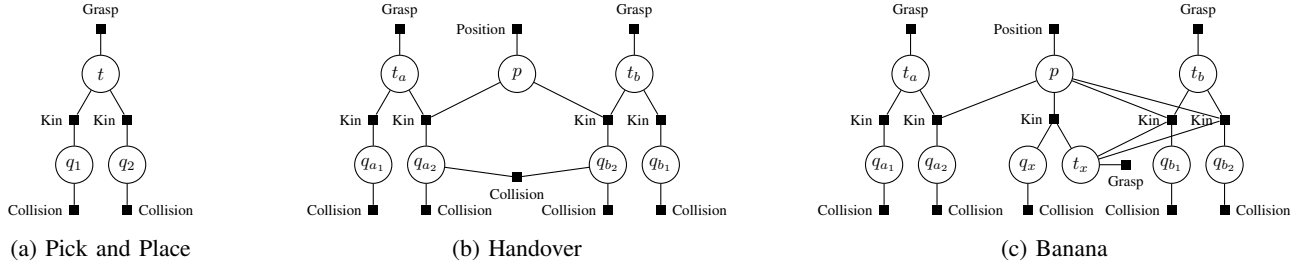 Grasp
t
Kin Kin
q1 q2
Collision Collision
(a) Pick and Place
Grasp Position Grasp
ta p tb
Kin Kin Kin Kin
qa1 qa2 qb2 qb1
Collision
Collision Collision Collision Collision
(b) Handover
Grasp Position Grasp
ta p tb
Kin Kin Kin Kin Kin
qa1 qa2 qx tx qb1 qb2
Grasp
Collision Collision Collision Collision Collision
(c) Banana